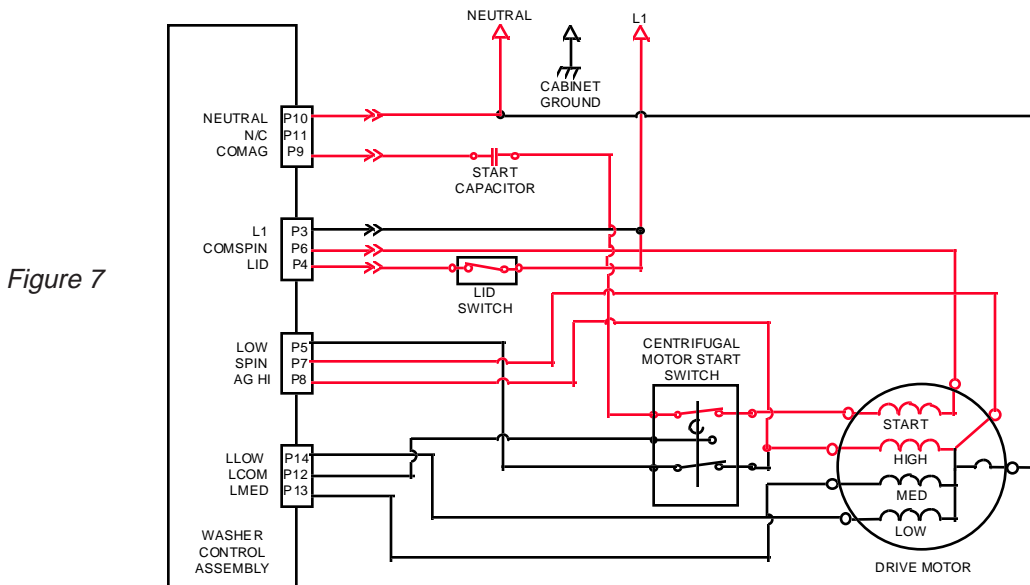 NEUTRAL
L1
CABINET
GROUND
NEUTRAL P10
N/C P11
COMAG P9
START
CAPACITOR
L1 P3
COMSPIN P6
LID P4
Figure 7
LID
SWITCH
LOW P5
SPIN P7
AG HI P8
CENTRIFUGAL
MOTOR START
SWITCH
START
HIGH
MED
LOW
LLOW P14
LCOM P12
LMED P13
WASHER
CONTROL
ASSEMBLY
DRIVE MOTOR